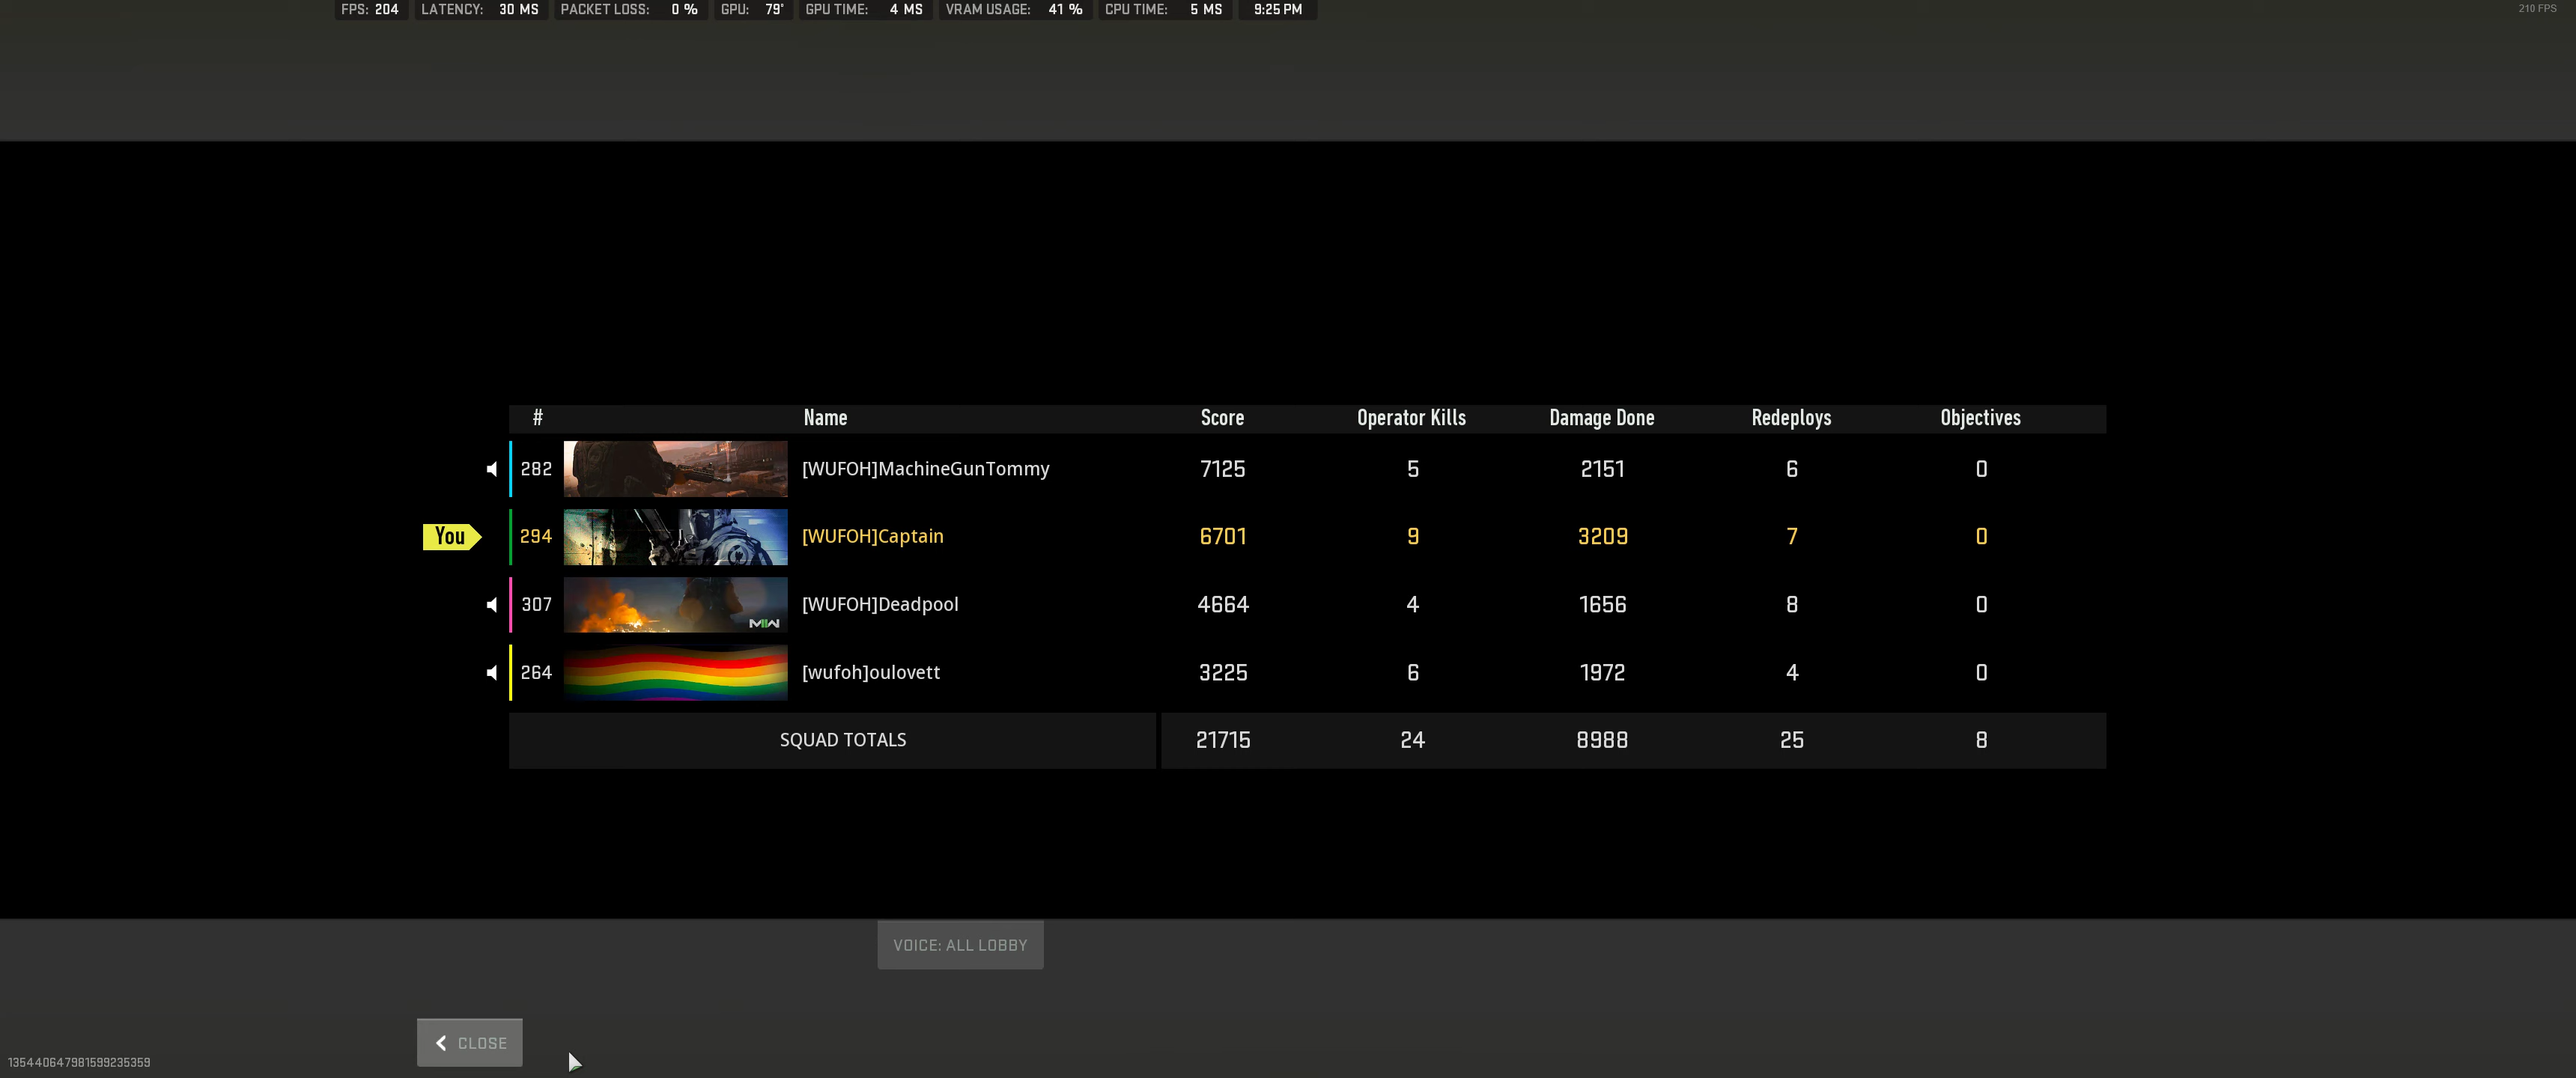 FPS: 204 LATENCY: 30 MS PACKET LOSS: 0 % GPU: 79° GPU TIME: 4 MS VRAM USAGE: 41 % CPU TIME: 5 MS 9:25 PM 210 FPS
# Name Score Operator Kills Damage Done Redeploys Objectives
282 [WUFOH]MachineGunTommy 7125 5 2151 6 0
You 294 [WUFOH]Captain 6701 9 3209 7 0
307 MW [WUFOH]Deadpool 4664 4 1656 8 0
264 [wufoh]oulovett 3225 6 1972 4 0
SQUAD TOTALS 21715 24 8988 25 8
VOICE: ALL LOBBY
CLOSE
135440647981599235359